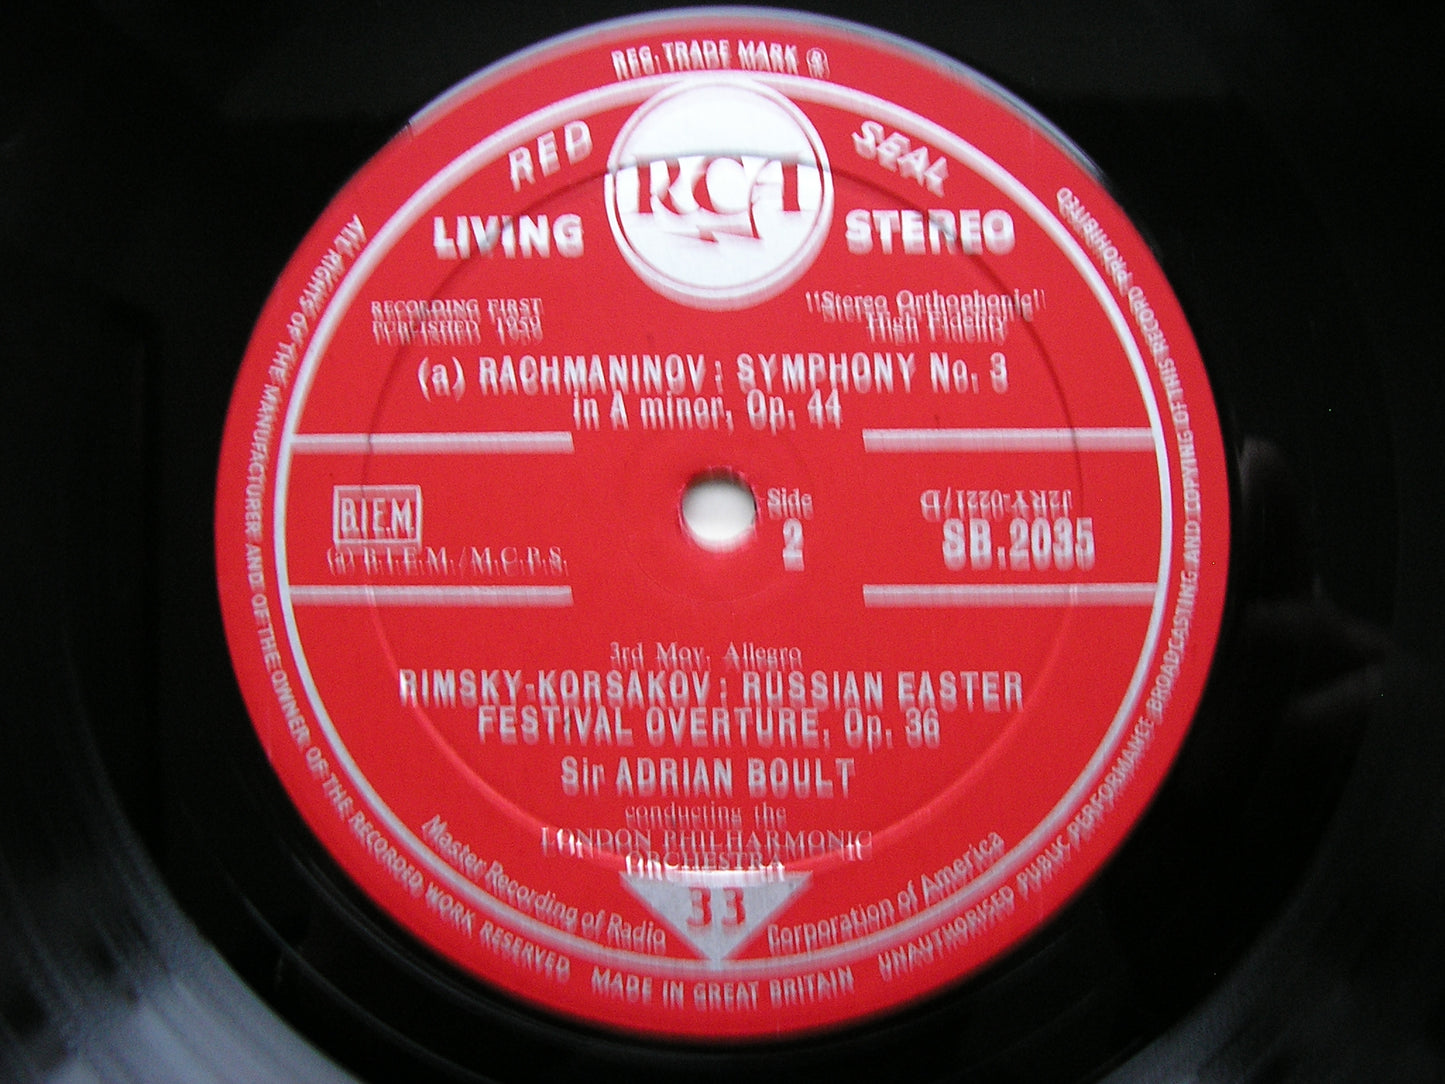 REG. TRADE MARK ®
RED SEAL
RCA
LIVING STEREO
RECORDING FIRST
PUBLISHED 1959
"Stereo Orthophonic"
High Fidelity
(a) RACHMANINOV : SYMPHONY No. 3
in A minor, Op. 44
B.I.E.M.
(a) B.I.E.M./M.C.P.S.
Side
2
J2RY-0221/D
SB.2035
3rd Mov. Allegro
RIMSKY-KORSAKOV : RUSSIAN EASTER
FESTIVAL OVERTURE, Op. 36
Sir ADRIAN BOULT
conducting the
LONDON PHILHARMONIC
ORCHESTRA
33
Master Recording of Radio Corporation of America
ALL RIGHTS OF THE MANUFACTURER AND OF THE OWNER OF THE RECORDED WORK RESERVED
MADE IN GREAT BRITAIN
UNAUTHORISED PUBLIC PERFORMANCE BROADCASTING AND COPYING OF THIS RECORD PROHIBITED